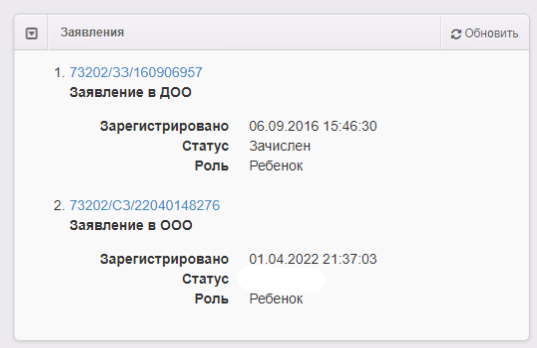 Заявления
Обновить
1. 73202/ЗЗ/160906957
Заявление в ДОО
Зарегистрировано 06.09.2016 15:46:30
Статус Зачислен
Роль Ребенок
2. 73202/СЗ/22040148276
Заявление в ООО
Зарегистрировано 01.04.2022 21:37:03
Статус
Роль Ребенок